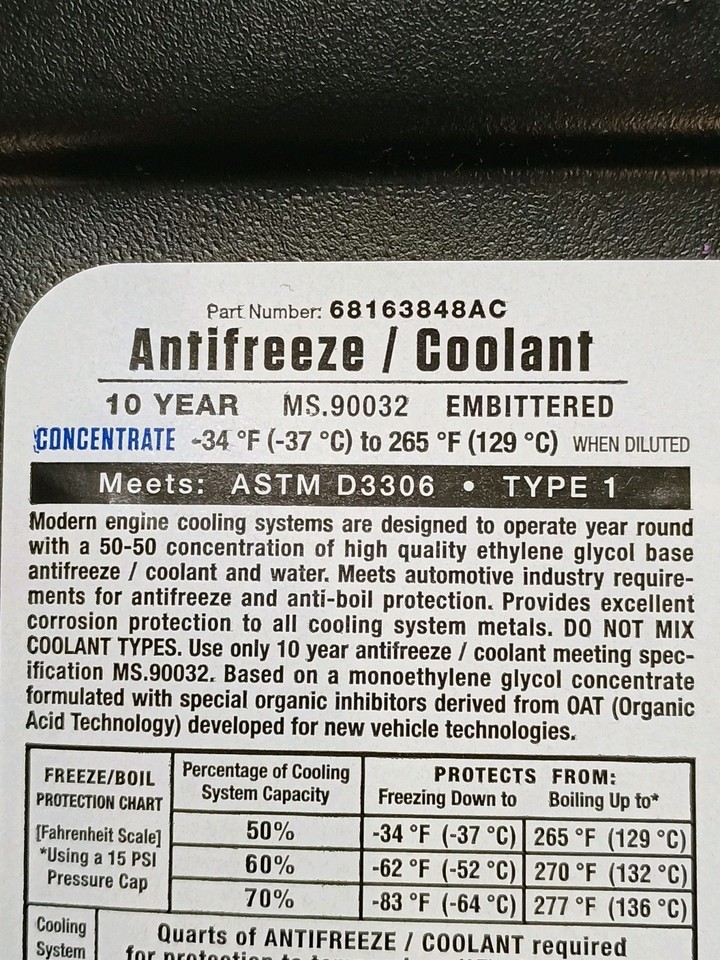 Part Number: 68163848AC
Antifreeze / Coolant
10 YEAR MS.90032 EMBITTERED
CONCENTRATE -34 °F (-37 °C) to 265 °F (129 °C) WHEN DILUTED
Meets: ASTM D3306 • TYPE 1
Modern engine cooling systems are designed to operate year round
with a 50-50 concentration of high quality ethylene glycol base
antifreeze / coolant and water. Meets automotive industry require-
ments for antifreeze and anti-boil protection. Provides excellent
corrosion protection to all cooling system metals. DO NOT MIX
COOLANT TYPES. Use only 10 year antifreeze / coolant meeting spec-
ification MS.90032. Based on a monoethylene glycol concentrate
formulated with special organic inhibitors derived from OAT (Organic
Acid Technology) developed for new vehicle technologies.
FREEZE/BOIL
PROTECTION CHART
[Fahrenheit Scale]
*Using a 15 PSI
Pressure Cap
Percentage of Cooling
System Capacity
PROTECTS FROM:
Freezing Down to Boiling Up to*
50% -34 °F (-37 °C) 265 °F (129 °C)
60% -62 °F (-52 °C) 270 °F (132 °C)
70% -83 °F (-64 °C) 277 °F (136 °C)
Cooling
System
Quarts of ANTIFREEZE / COOLANT required
for protection to